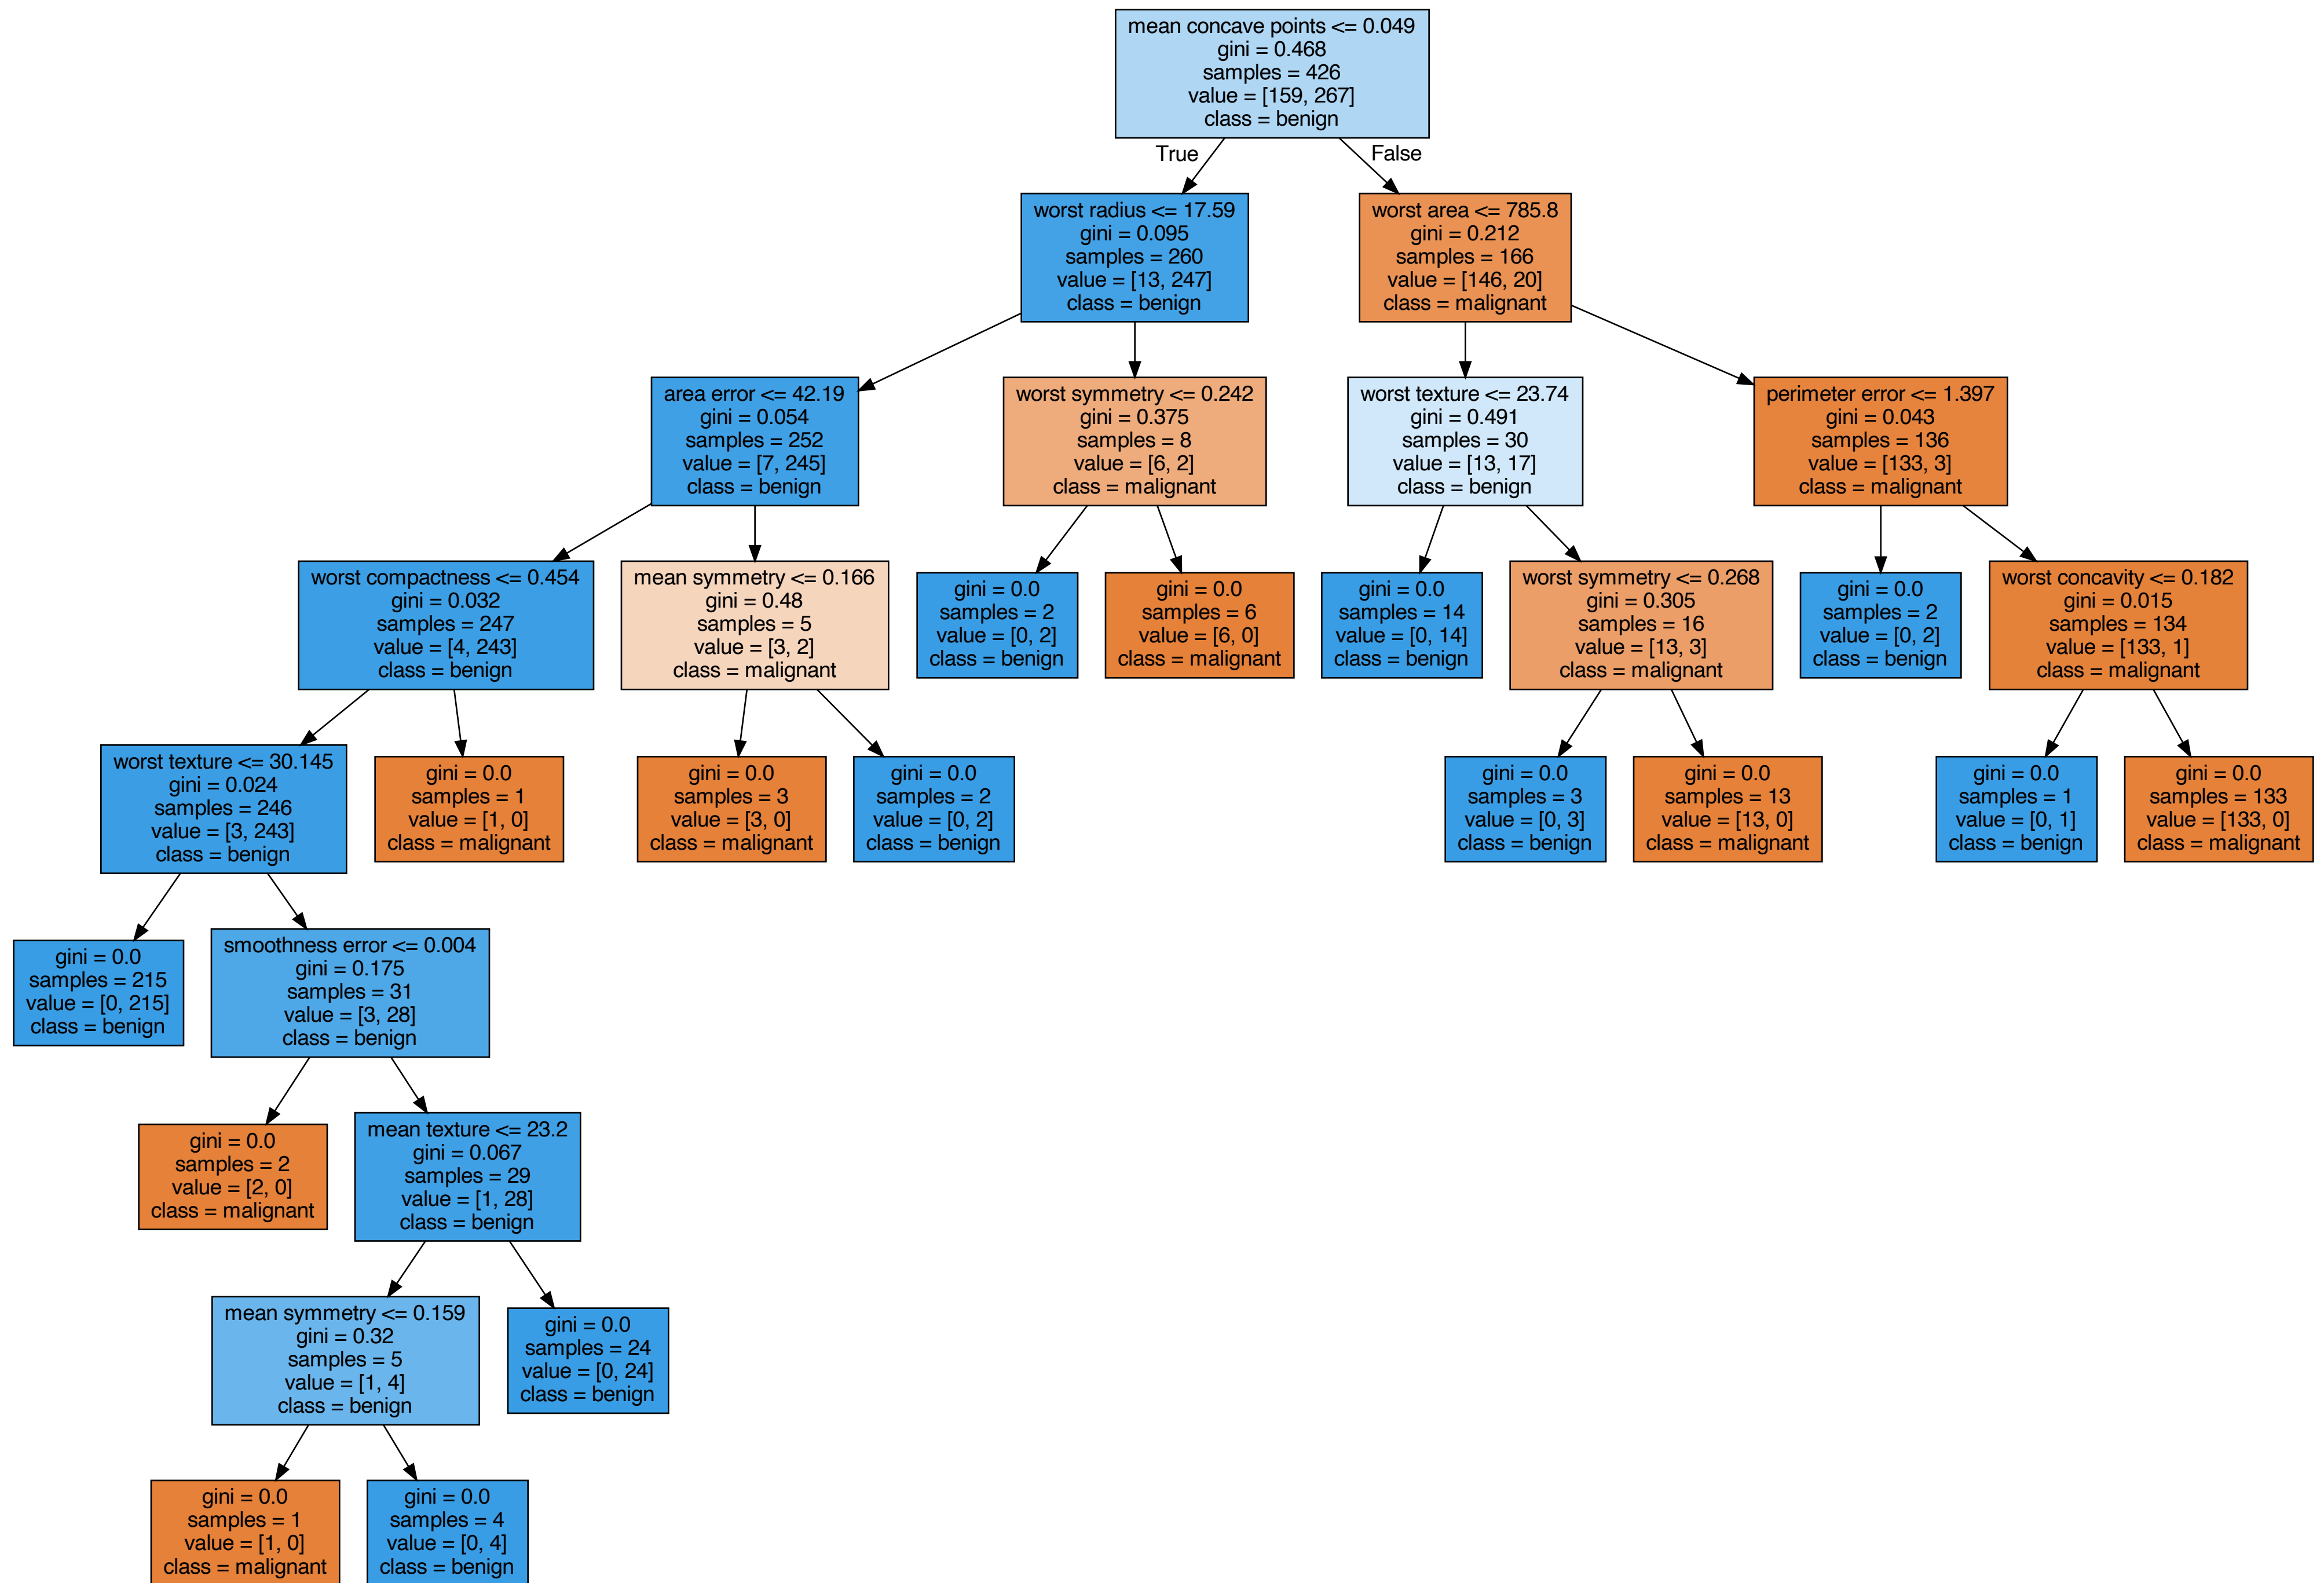 mean concave points <= 0.049
gini = 0.468
samples = 426
value = [159, 267]
class = benign
True
False
worst radius <= 17.59
gini = 0.095
samples = 260
value = [13, 247]
class = benign
worst area <= 785.8
gini = 0.212
samples = 166
value = [146, 20]
class = malignant
area error <= 42.19
gini = 0.054
samples = 252
value = [7, 245]
class = benign
worst symmetry <= 0.242
gini = 0.375
samples = 8
value = [6, 2]
class = malignant
worst texture <= 23.74
gini = 0.491
samples = 30
value = [13, 17]
class = benign
perimeter error <= 1.397
gini = 0.043
samples = 136
value = [133, 3]
class = malignant
worst compactness <= 0.454
gini = 0.032
samples = 247
value = [4, 243]
class = benign
mean symmetry <= 0.166
gini = 0.48
samples = 5
value = [3, 2]
class = malignant
gini = 0.0
samples = 2
value = [0, 2]
class = benign
gini = 0.0
samples = 6
value = [6, 0]
class = malignant
gini = 0.0
samples = 14
value = [0, 14]
class = benign
worst symmetry <= 0.268
gini = 0.305
samples = 16
value = [13, 3]
class = malignant
gini = 0.0
samples = 2
value = [0, 2]
class = benign
worst concavity <= 0.182
gini = 0.015
samples = 134
value = [133, 1]
class = malignant
worst texture <= 30.145
gini = 0.024
samples = 246
value = [3, 243]
class = benign
gini = 0.0
samples = 1
value = [1, 0]
class = malignant
gini = 0.0
samples = 3
value = [3, 0]
class = malignant
gini = 0.0
samples = 2
value = [0, 2]
class = benign
gini = 0.0
samples = 3
value = [0, 3]
class = benign
gini = 0.0
samples = 13
value = [13, 0]
class = malignant
gini = 0.0
samples = 1
value = [0, 1]
class = benign
gini = 0.0
samples = 133
value = [133, 0]
class = malignant
gini = 0.0
samples = 215
value = [0, 215]
class = benign
smoothness error <= 0.004
gini = 0.175
samples = 31
value = [3, 28]
class = benign
gini = 0.0
samples = 2
value = [2, 0]
class = malignant
mean texture <= 23.2
gini = 0.067
samples = 29
value = [1, 28]
class = benign
mean symmetry <= 0.159
gini = 0.32
samples = 5
value = [1, 4]
class = benign
gini = 0.0
samples = 24
value = [0, 24]
class = benign
gini = 0.0
samples = 1
value = [1, 0]
class = malignant
gini = 0.0
samples = 4
value = [0, 4]
class = benign